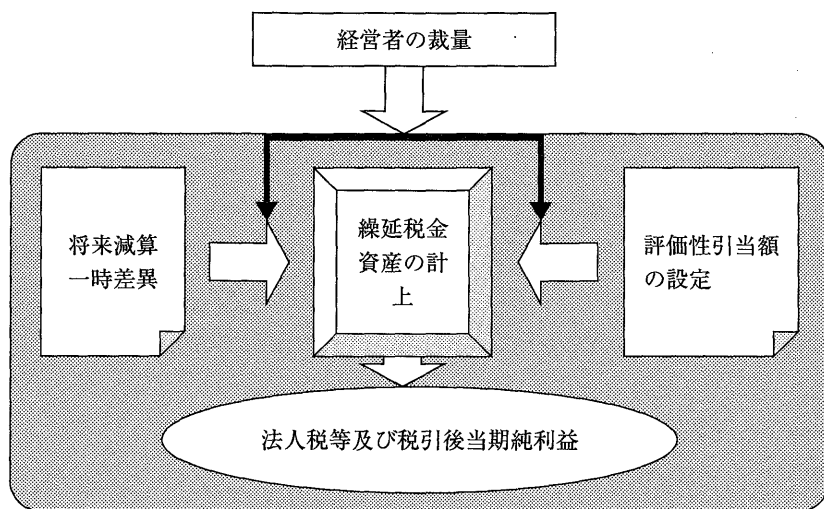 経営者の裁量
将来減算
一時差異
繰延税金
資産の計
上
評価性引当額
の設定
法人税等及び税引後当期純利益